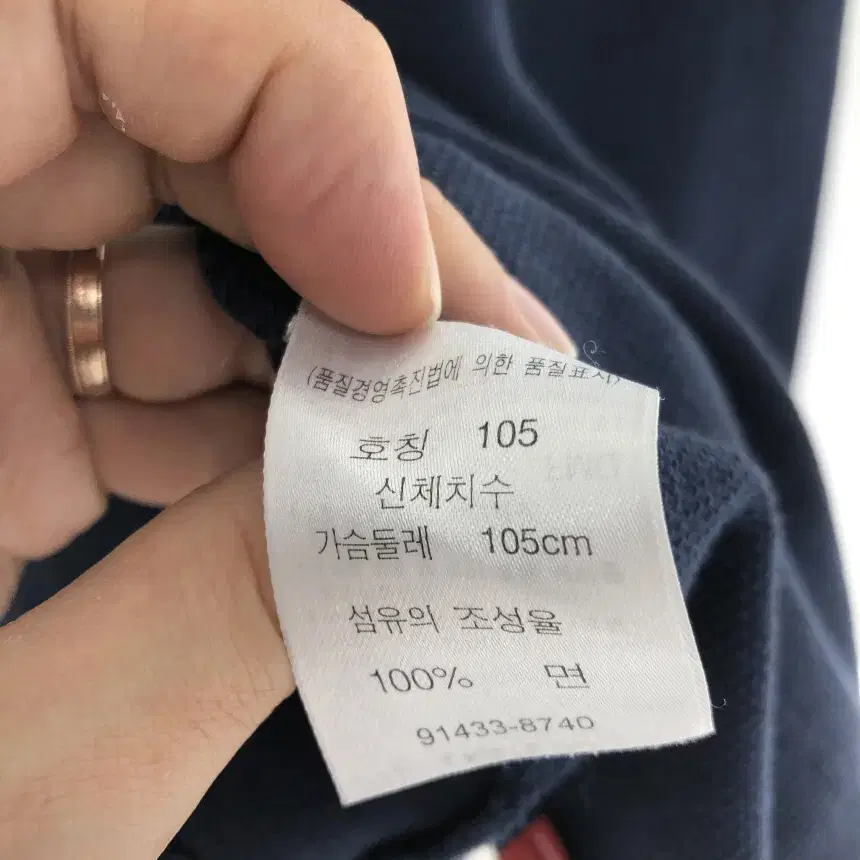 (품질경영촉진법에 의한 품질표시)
호칭 105
신체치수
가슴둘레 105cm
섬유의 조성율
100% 면
91433-8740